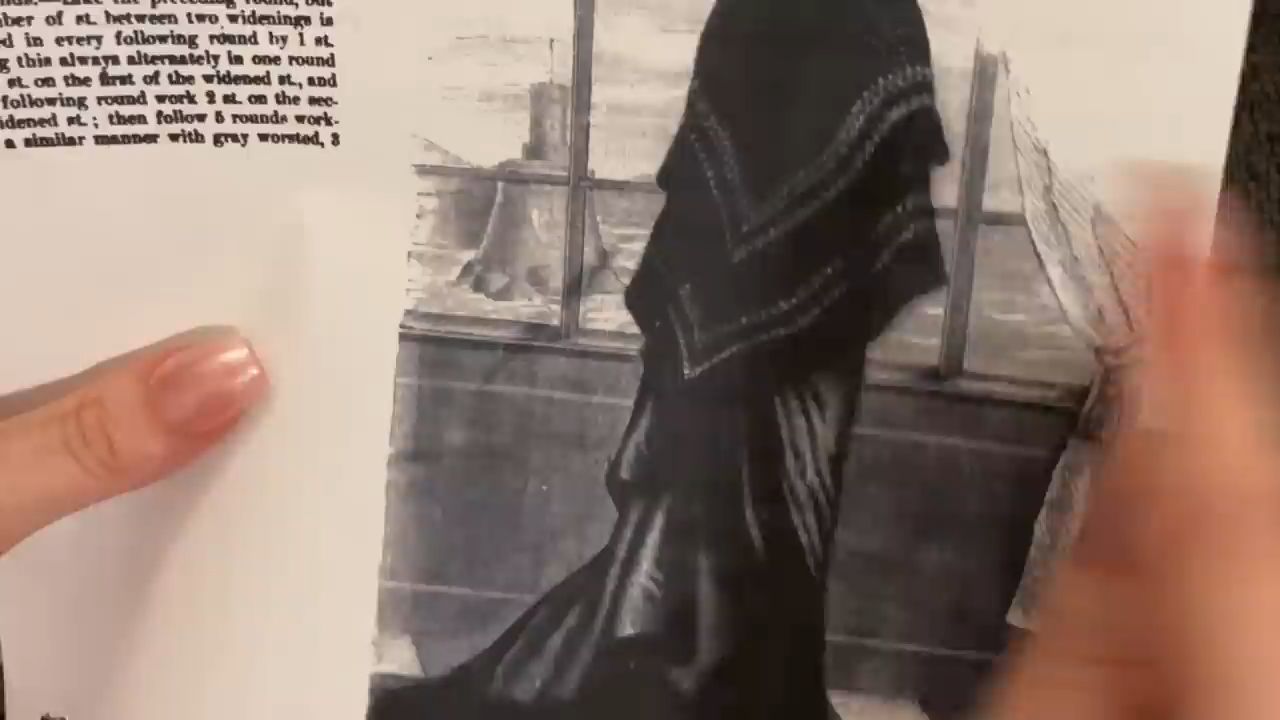 ber of st. between two widenings is
d in every following round by 1 st.
g this always alternately in one round
st. on the first of the widened st., and
following round work 2 st. on the sec-
idened st.; then follow 5 rounds work-
a similar manner with gray worsted, 3